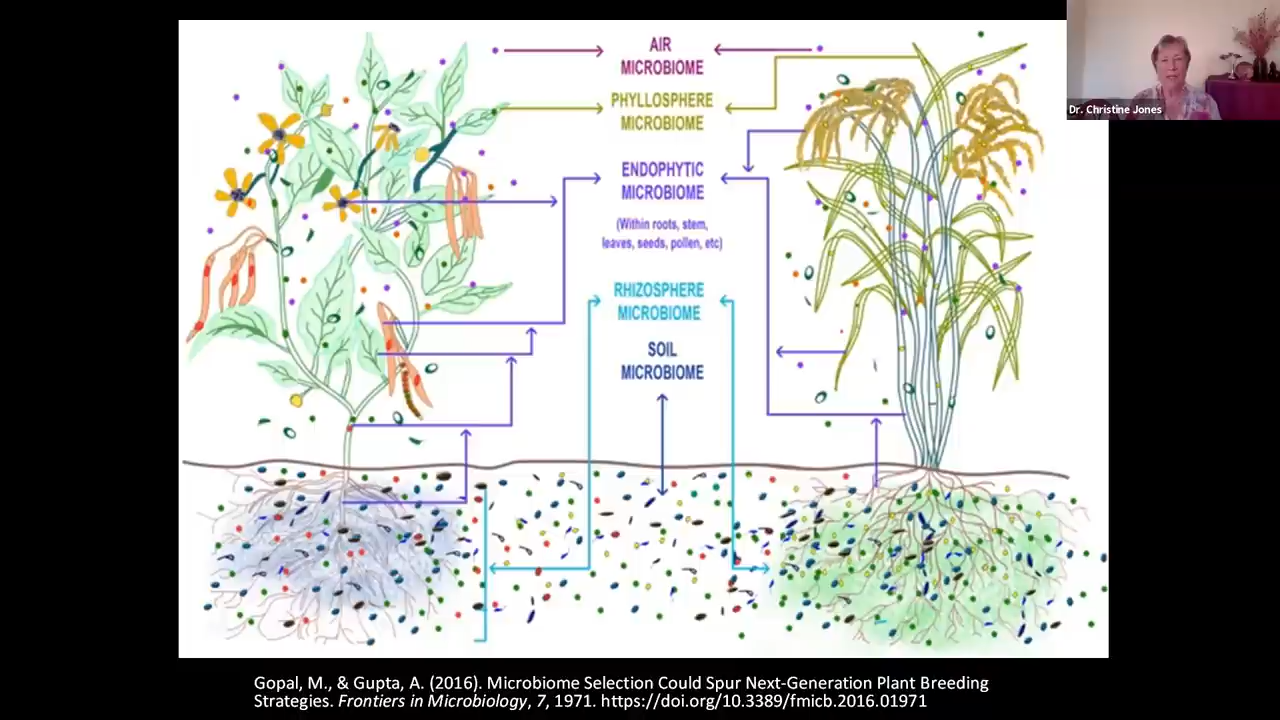 AIR
MICROBIOME
PHYLLOSPHERE
MICROBIOME
ENDOPHYTIC
MICROBIOME
(Within roots, stem,
leaves, seeds, pollen, etc)
RHIZOSPHERE
MICROBIOME
SOIL
MICROBIOME
Dr. Christine Jones
Gopal, M., & Gupta, A. (2016). Microbiome Selection Could Spur Next-Generation Plant Breeding
Strategies. Frontiers in Microbiology, 7, 1971. https://doi.org/10.3389/fmicb.2016.01971